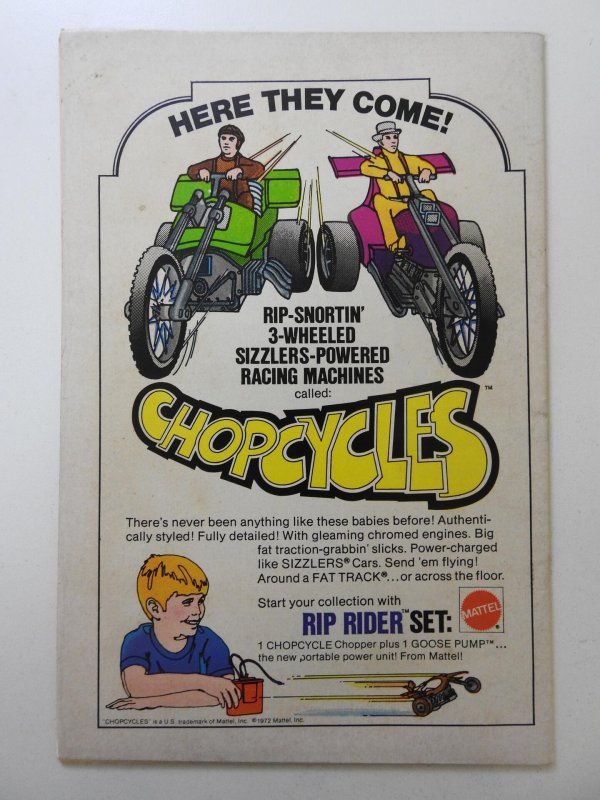 HERE THEY COME!
RIP-SNORTIN'
3-WHEELED
SIZZLERS-POWERED
RACING MACHINES
called:
CHOPCYCLES™
There's never been anything like these babies before! Authenti-
cally styled! Fully detailed! With gleaming chromed engines. Big
fat traction-grabbin' slicks. Power-charged
like SIZZLERS® Cars. Send 'em flying!
Around a FAT TRACK®...or across the floor.
Start your collection with
RIP RIDER™ SET:
MATTEL®
1 CHOPCYCLE Chopper plus 1 GOOSE PUMP™...
the new portable power unit! From Mattel!
"CHOPCYCLES" is a U.S. trademark of Mattel, Inc. ©1972 Mattel, Inc.